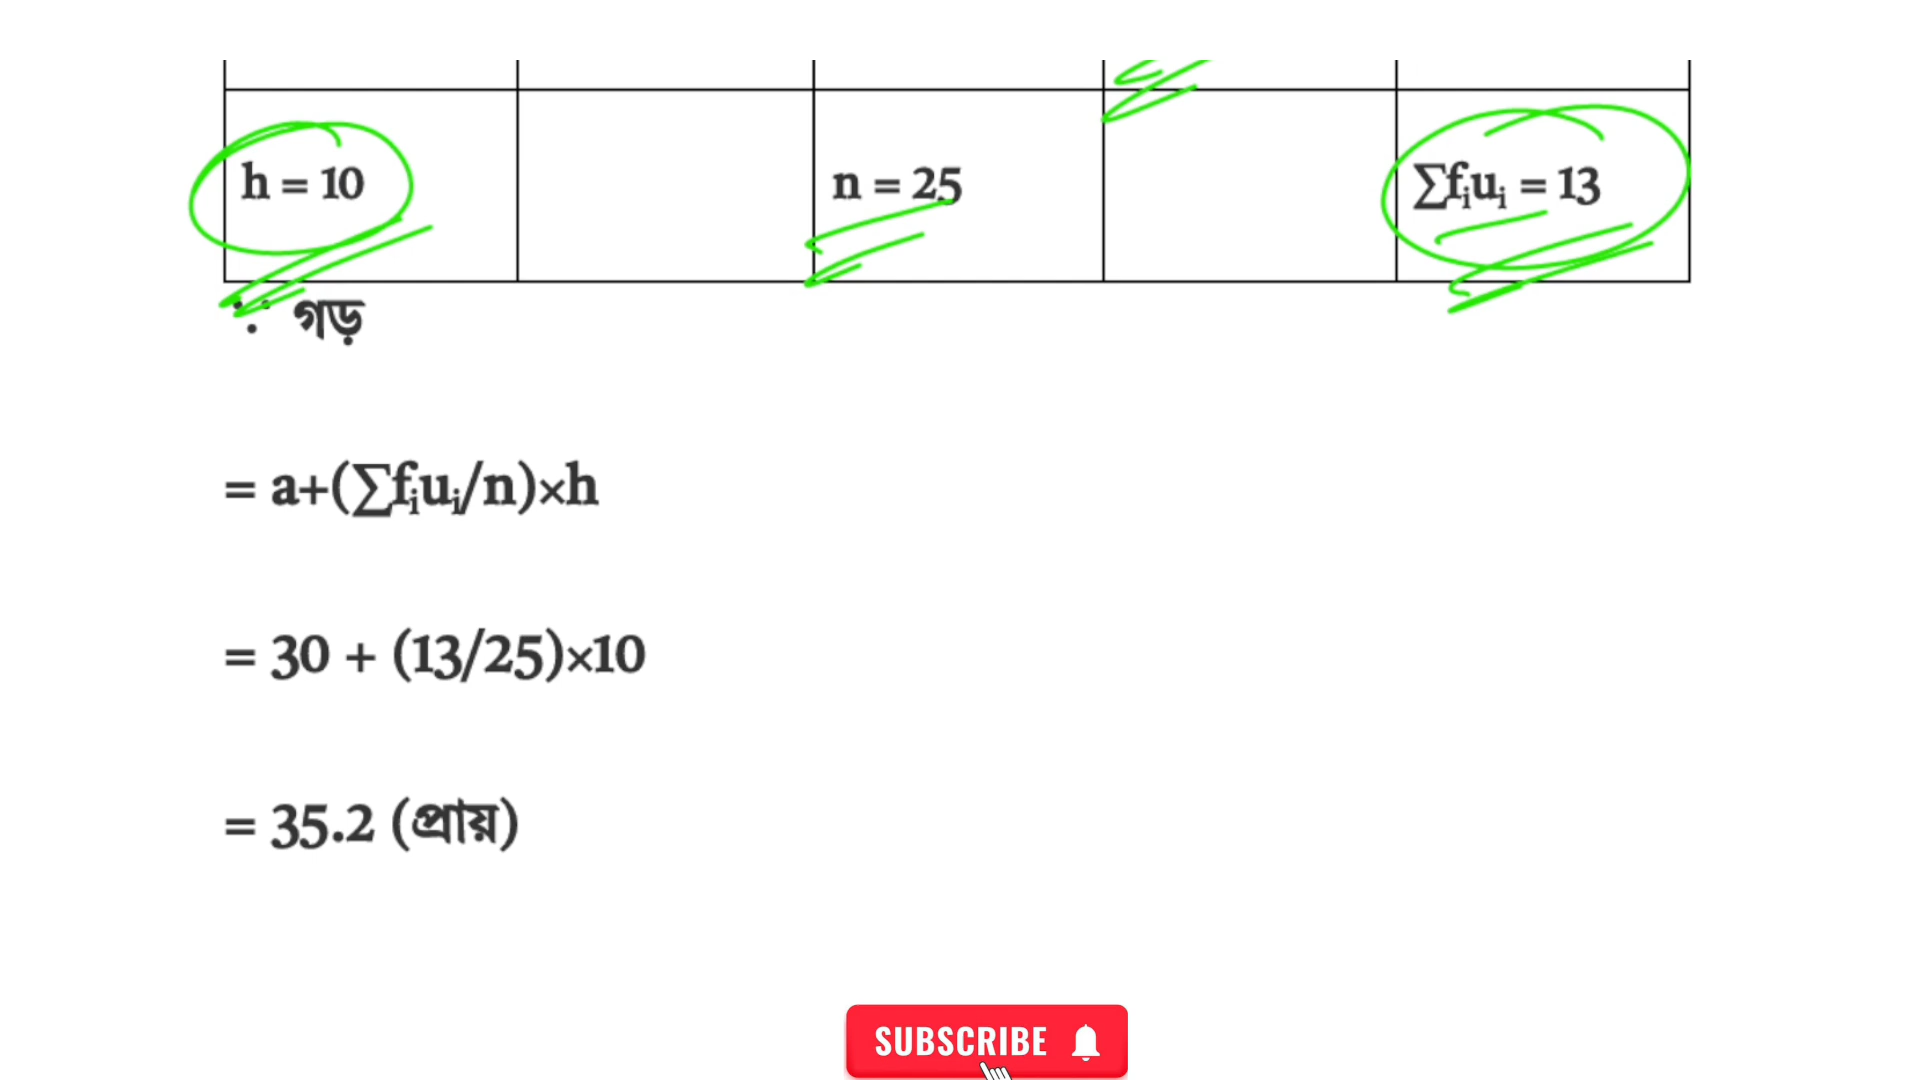 h = 10 n = 25 ∑fᵢuᵢ = 13
∵ গড়
= a+(∑fᵢuᵢ/n)×h
= 30 + (13/25)×10
= 35.2 (প্রায়)
SUBSCRIBE